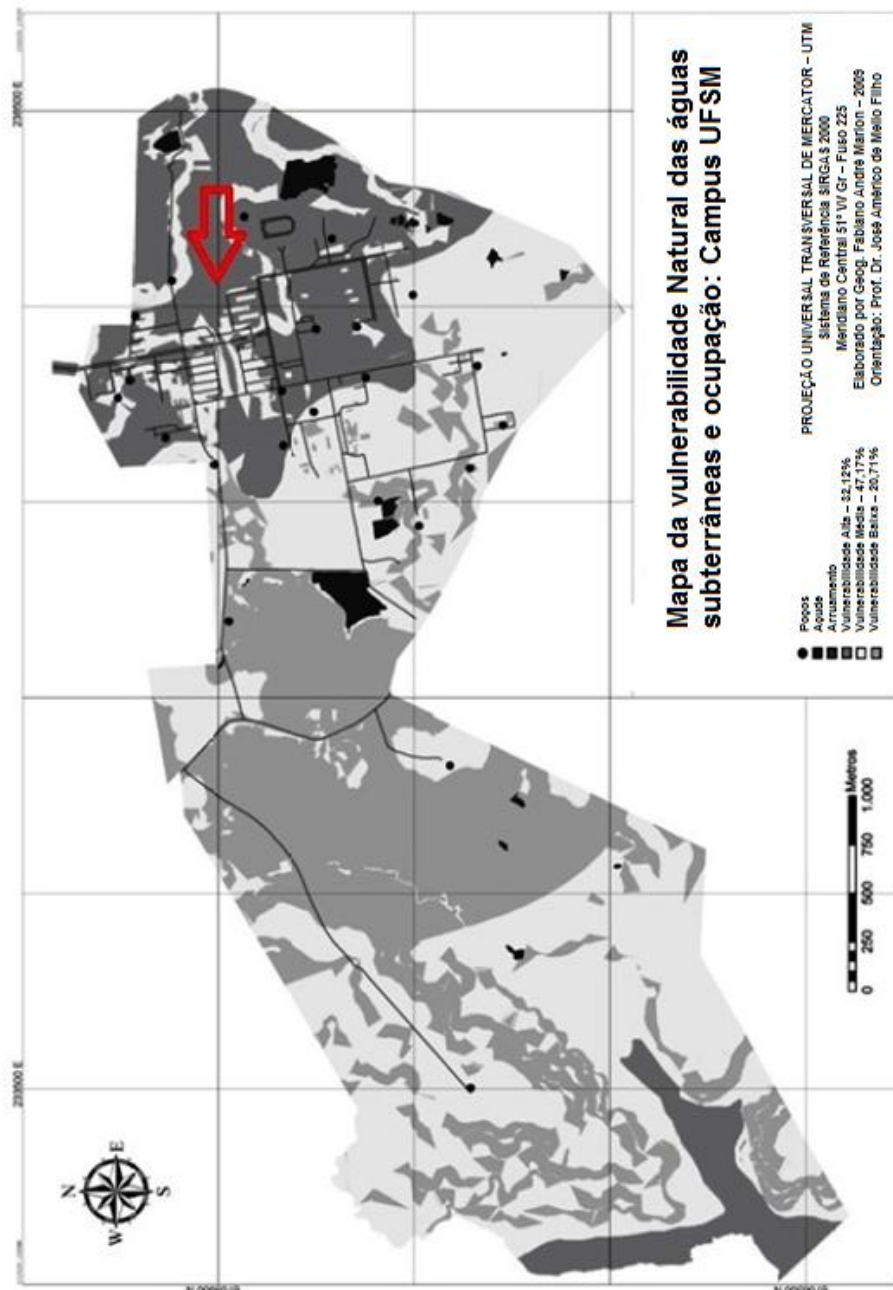 N
W E
S
Mapa da vulnerabilidade Natural das águas
subterrâneas e ocupação: Campus UFSM
PROJEÇÃO UNIVERSAL TRANSVERSAL DE MERCATOR – UTM
Sistema de Referência SIRGAS 2000
Meridiano Central 51° W Gr – Fuso 22S
Elaborado por Geog. Fabiano André Marion – 2009
Orientação: Prof. Dr. José Américo de Mello Filho
Poços
Açude
Arruamento
Vulnerabilidade Alta – 32,12%
Vulnerabilidade Média – 47,17%
Vulnerabilidade Baixa – 20,71%
Metros
0 250 500 750 1.000